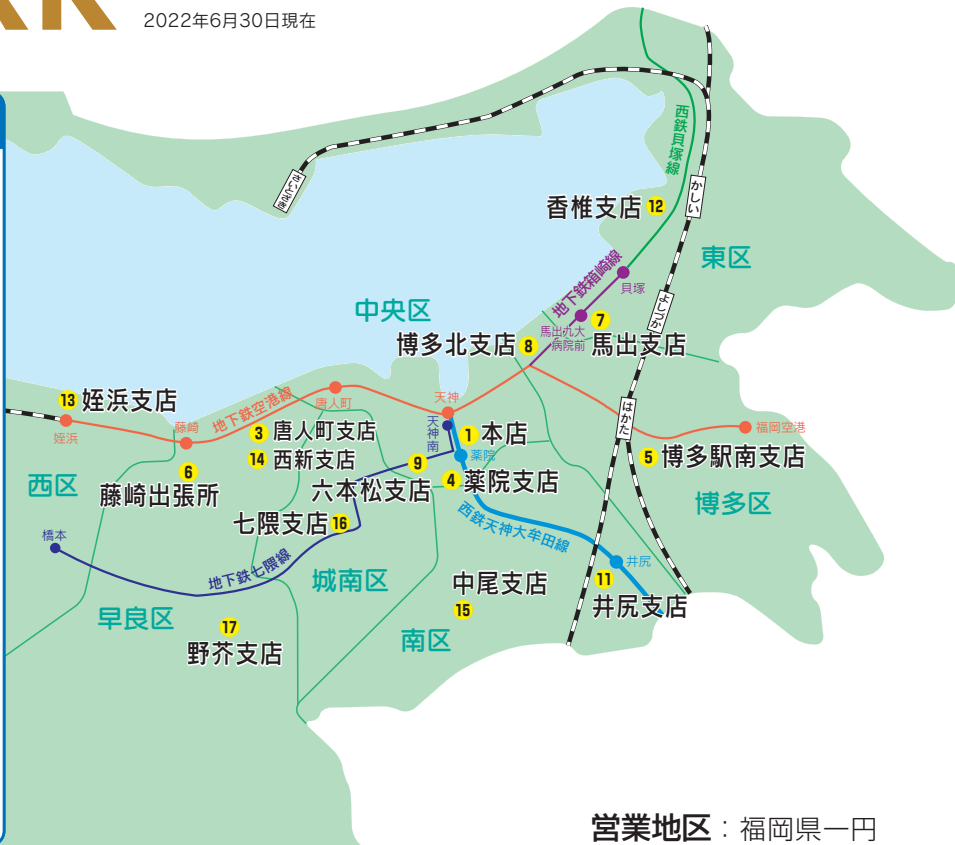 2022年6月30日現在
西鉄貝塚線
さいとざき
かしい
香椎支店 12
東区
地下鉄箱崎線
貝塚
よしづか
中央区
7
馬出九大
病院前
馬出支店
博多北支店 8
13 姪浜支店
姪浜
藤崎
地下鉄空港線
唐人町
天神
天神南
はかた
福岡空港
3 唐人町支店
1 本店
14 西新支店
薬院
5 博多駅南支店
6
藤崎出張所
9
六本松支店
4 薬院支店
西区
博多区
七隈支店 16
橋本
西鉄天神大牟田線
地下鉄七隈線
井尻
城南区
中尾支店
15
11
井尻支店
早良区
17
野芥支店
南区
営業地区：福岡県一円